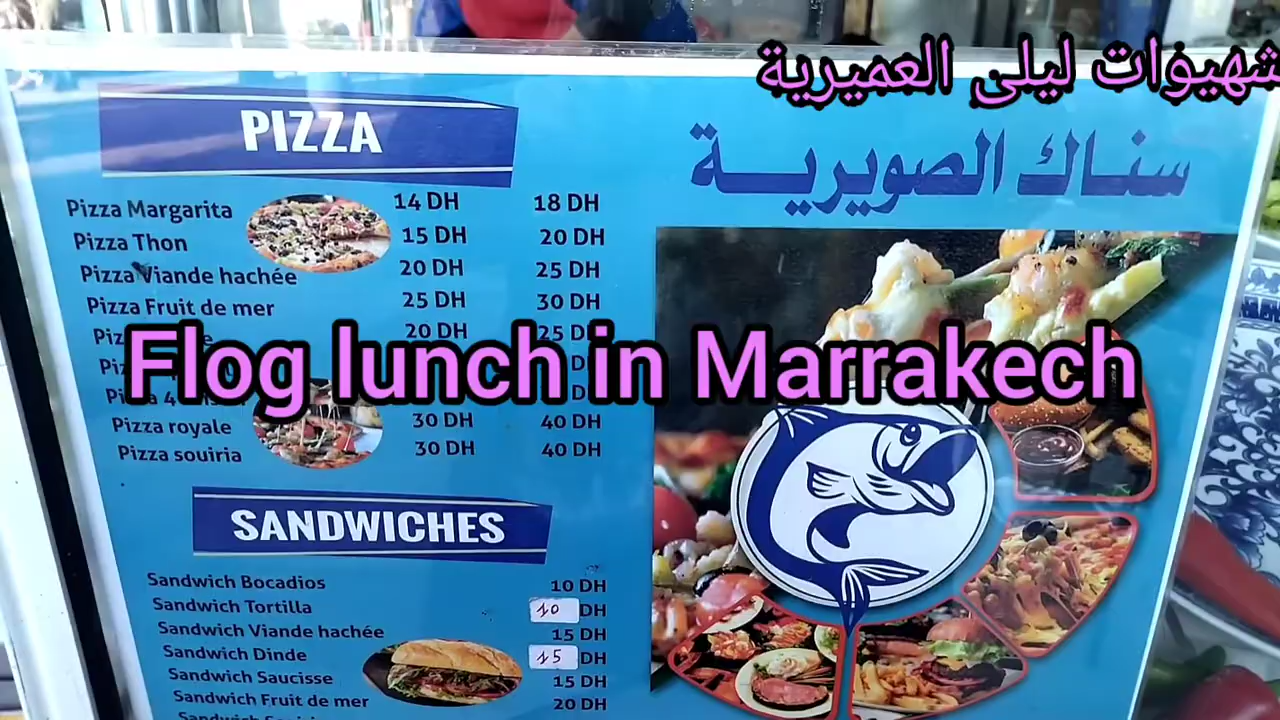 شهيوات ليلى العميرية
سناك الصويرية
PIZZA
Pizza Margarita 14 DH 18 DH
Pizza Thon 15 DH 20 DH
Pizza Viande hachée 20 DH 25 DH
Pizza Fruit de mer 25 DH 30 DH
20 DH 25 D
Flog lunch in Marrakech
Pizza royale 30 DH 40 DH
Pizza souiria 30 DH 40 DH
SANDWICHES
Sandwich Bocadios 10 DH
Sandwich Tortilla 10 DH
Sandwich Viande hachée 15 DH
Sandwich Dinde 15 DH
Sandwich Saucisse 15 DH
Sandwich Fruit de mer 20 DH
Sandwich